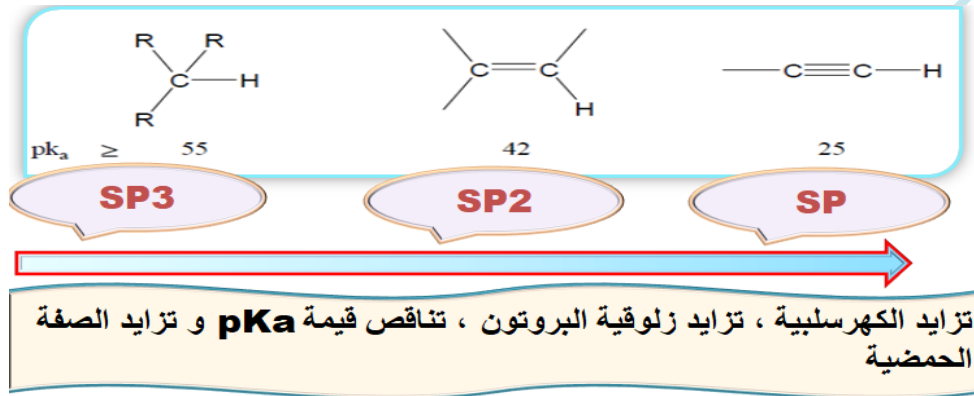 R R
C—H
R
C=C
H
—C≡C—H
pkₐ ≥ 55 42 25
SP3 SP2 SP
تزايد الكهرسلبية ، تزايد زلوقية البروتون ، تناقص قيمة pKa و تزايد الصفة
الحمضية